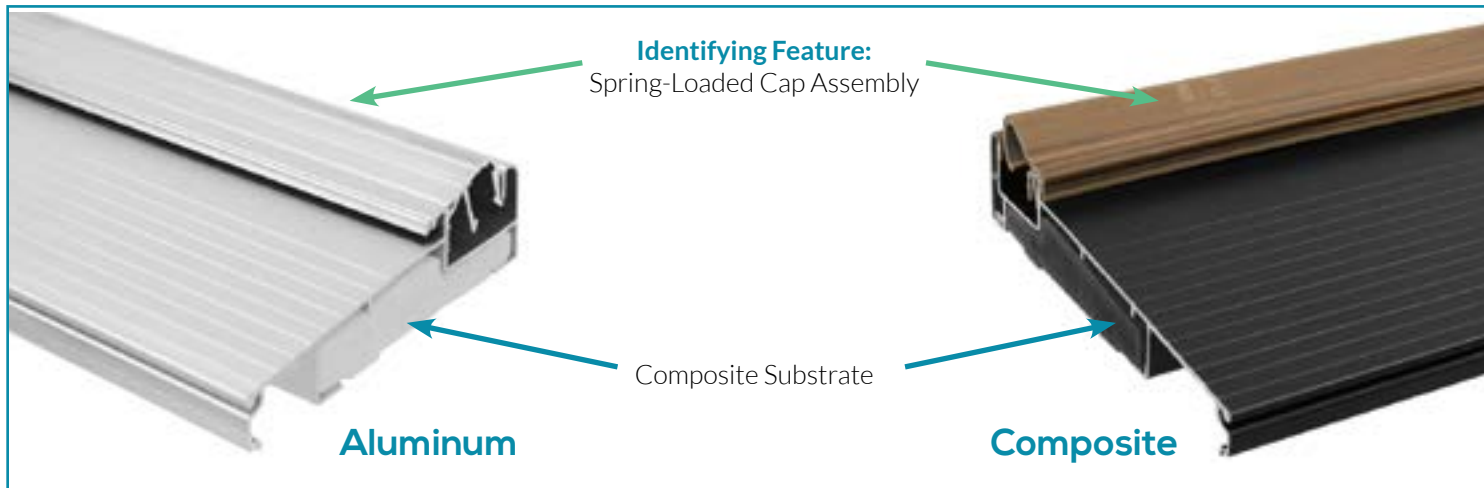 Identifying Feature:
Spring-Loaded Cap Assembly
Composite Substrate
Aluminum
Composite